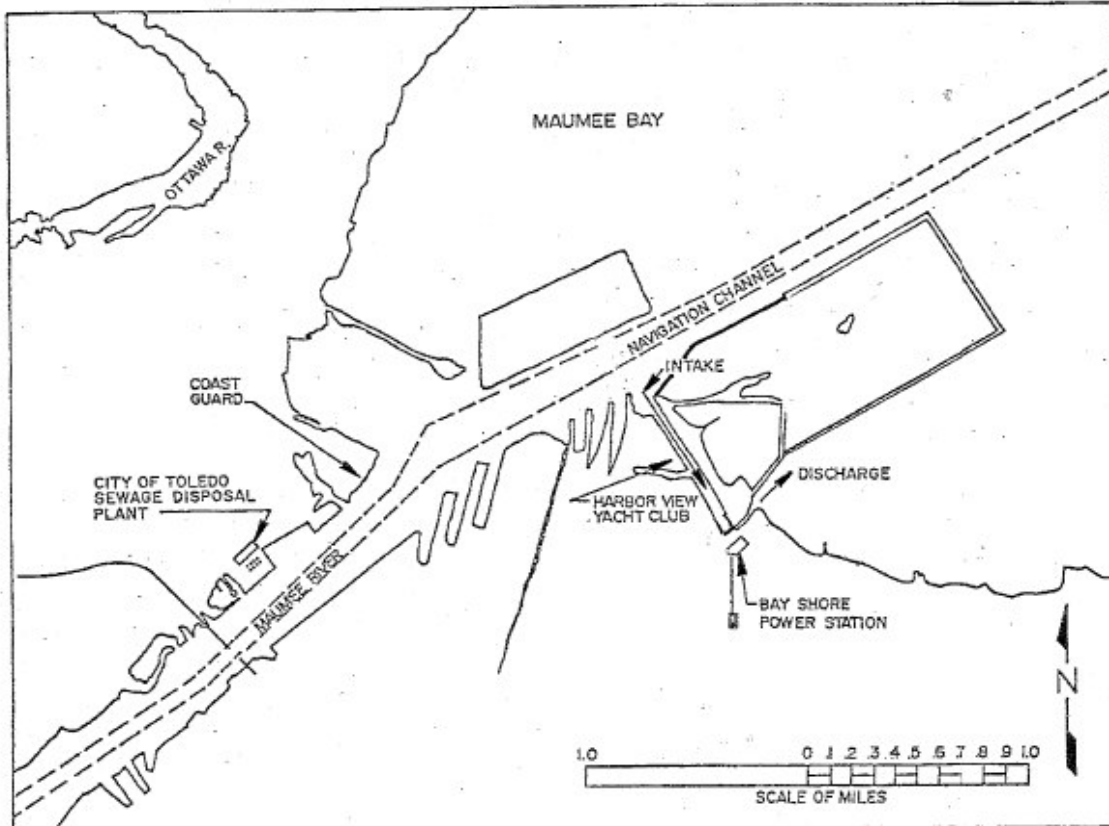 MAUMEE BAY
OTTAWA R.
NAVIGATION CHANNEL
INTAKE
COAST
GUARD
CITY OF TOLEDO
SEWAGE DISPOSAL
PLANT
DISCHARGE
HARBOR VIEW
YACHT CLUB
MAUMEE RIVER
BAY SHORE
POWER STATION
N
1.0 0 .1 .2 .3 .4 .5 .6 .7 .8 .9 1.0
SCALE OF MILES